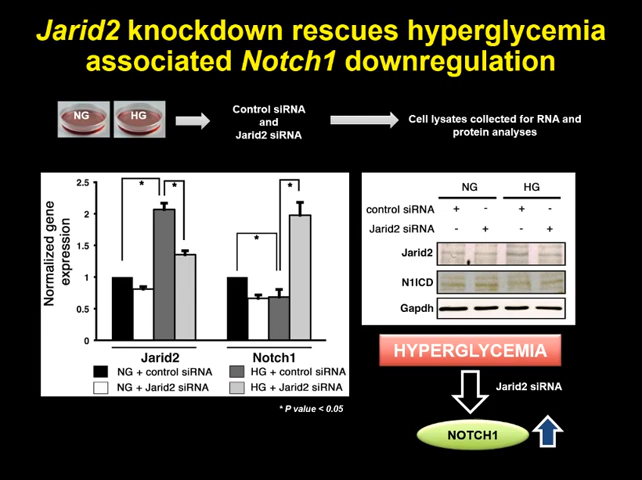 Jarid2 knockdown rescues hyperglycemia
associated Notch1 downregulation
NG
HG
Control siRNA
and
Jarid2 siRNA
Cell lysates collected for RNA and
protein analyses
Normalized gene
expression
2.5
2
1.5
1
0.5
0
*
*
*
*
Jarid2
Notch1
NG + control siRNA
HG + control siRNA
NG + Jarid2 siRNA
HG + Jarid2 siRNA
* P value < 0.05
NG
HG
control siRNA + - + -
Jarid2 siRNA - + - +
Jarid2
N1ICD
Gapdh
HYPERGLYCEMIA
Jarid2 siRNA
NOTCH1